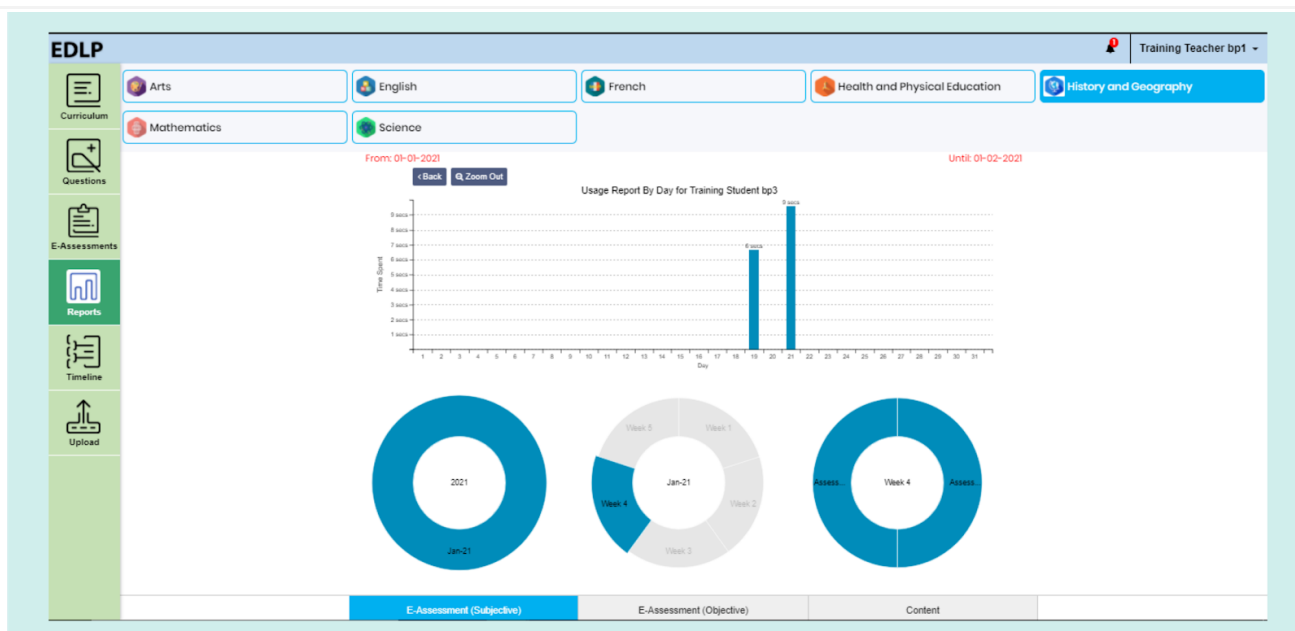 EDLP
Training Teacher bp1
Curriculum
Questions
E-Assessments
Reports
Timeline
Upload
Arts
English
French
Health and Physical Education
History and Geography
Mathematics
Science
From: 01-01-2021
Until: 01-02-2021
Back
Zoom Out
Usage Report By Day for Training Student bp3
9 secs
9 secs
8 secs
7 secs
6 secs
6 secs
5 secs
4 secs
3 secs
2 secs
1 secs
Time Spent
1 2 3 4 5 6 7 8 9 10 11 12 13 14 15 16 17 18 19 20 21 22 23 24 25 26 27 28 29 30 31
Day
2021
Jan-21
Week 5
Week 1
Week 4
Jan-21
Week 2
Week 3
Assess...
Week 4
Assess...
E-Assessment (Subjective)
E-Assessment (Objective)
Content